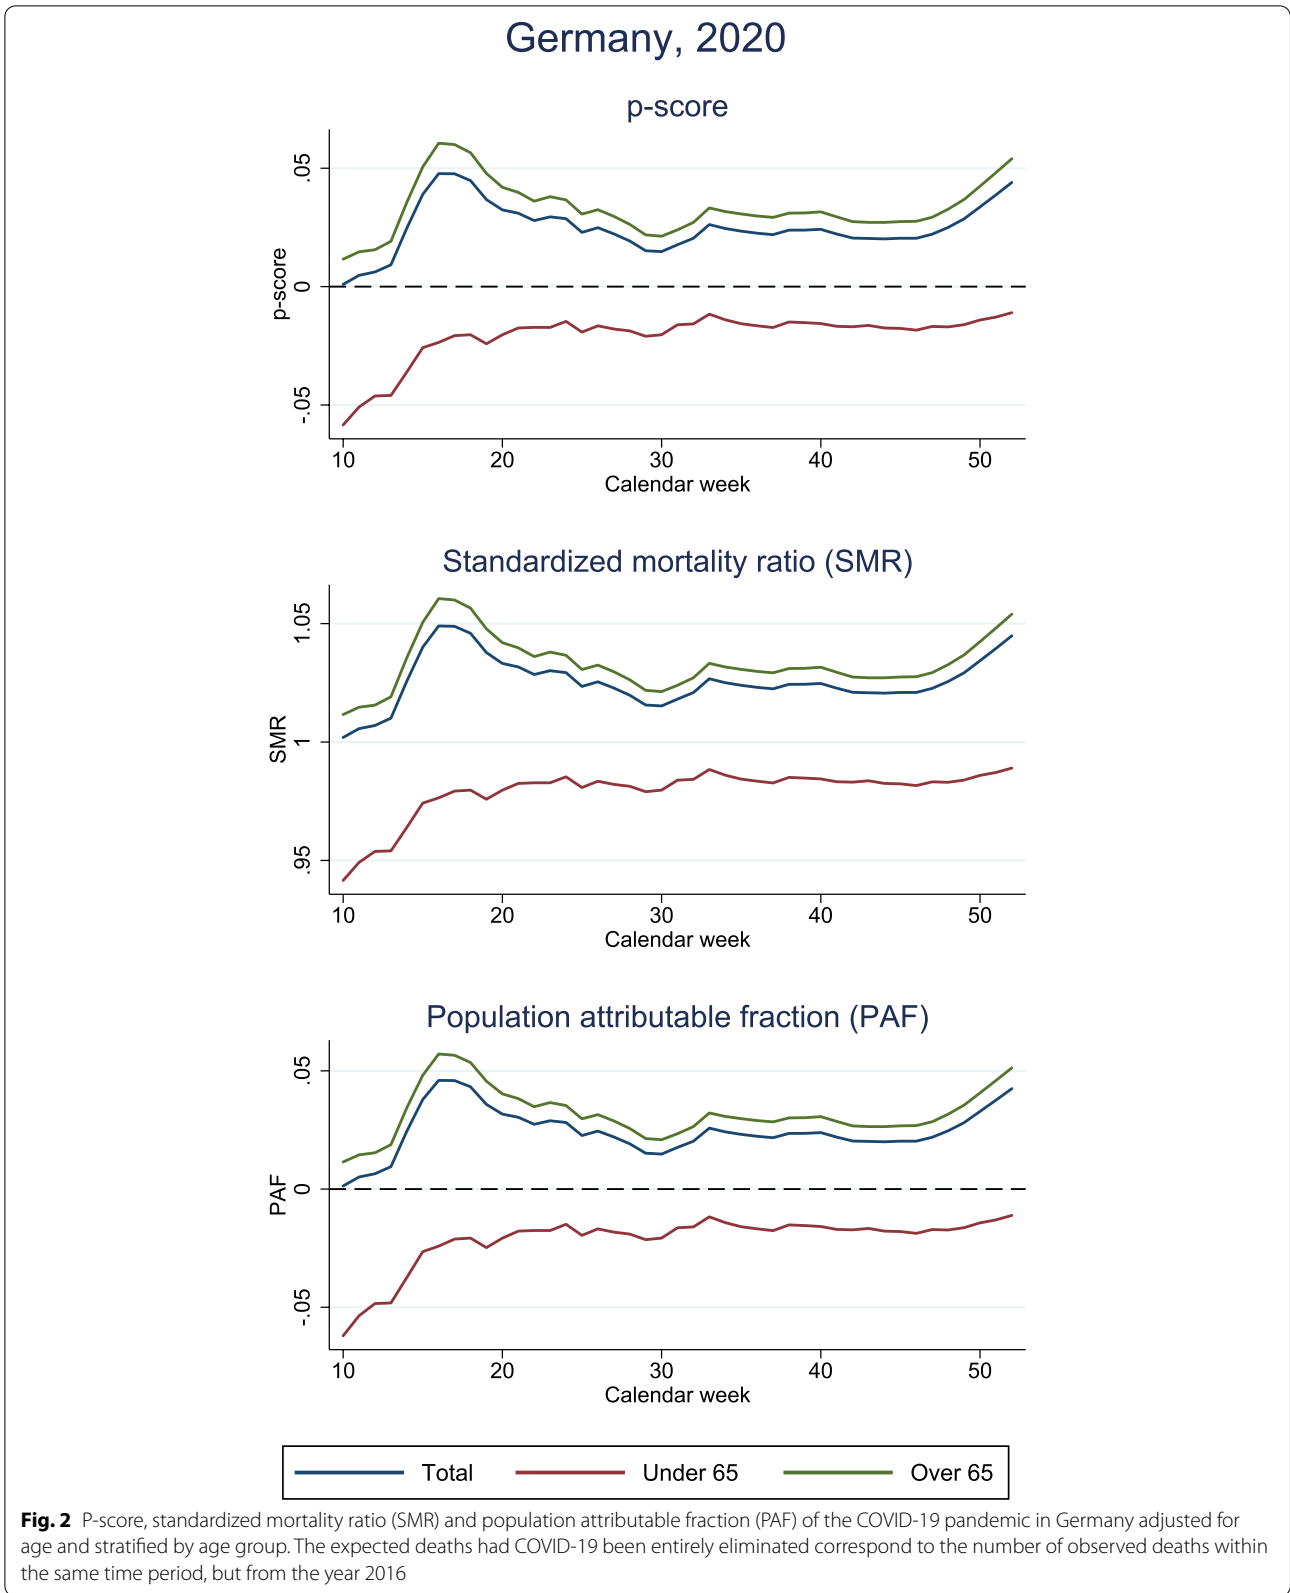 Germany, 2020
p-score
p-score
.05
0
-.05
10 20 30 40 50
Calendar week
Standardized mortality ratio (SMR)
SMR
1.05
1
.95
10 20 30 40 50
Calendar week
Population attributable fraction (PAF)
PAF
.05
0
-.05
10 20 30 40 50
Calendar week
Total Under 65 Over 65
Fig. 2 P-score, standardized mortality ratio (SMR) and population attributable fraction (PAF) of the COVID-19 pandemic in Germany adjusted for
age and stratified by age group. The expected deaths had COVID-19 been entirely eliminated correspond to the number of observed deaths within
the same time period, but from the year 2016